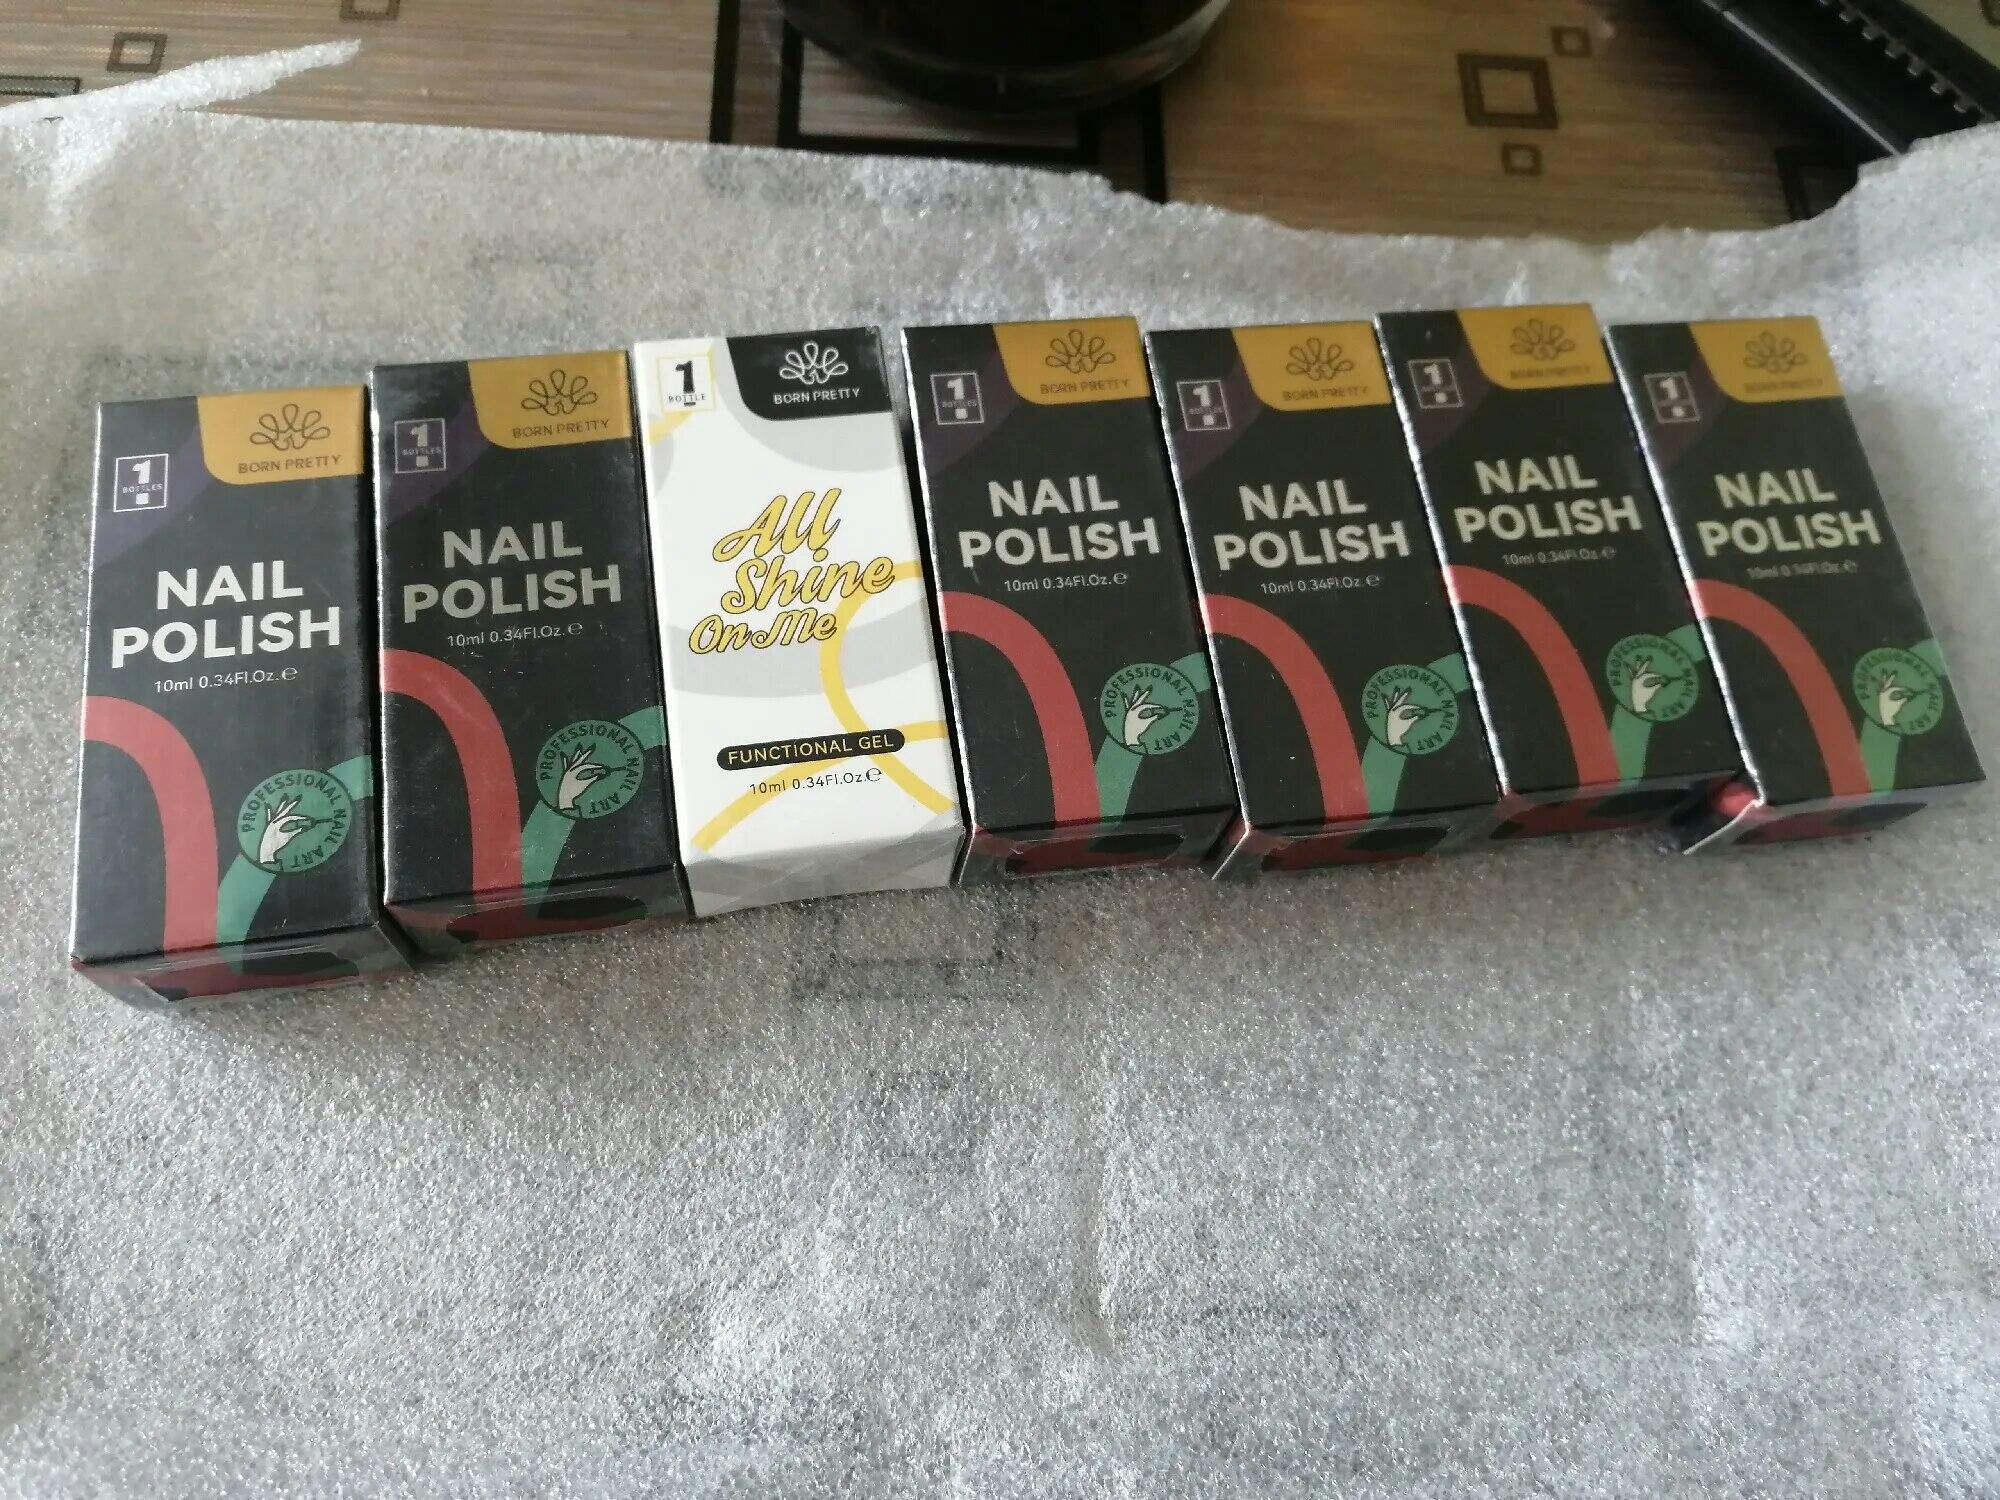 1
BOTTLES
BORN PRETTY
NAIL
POLISH
10ml 0.34Fl.Oz.℮
PROFESSIONAL NAIL ART
1
BOTTLES
BORN PRETTY
NAIL
POLISH
10ml 0.34Fl.Oz.℮
PROFESSIONAL NAIL ART
1
BOTTLE
BORN PRETTY
All
Shine
On Me
FUNCTIONAL GEL
10ml 0.34Fl.Oz.℮
1
BOTTLES
BORN PRETTY
NAIL
POLISH
10ml 0.34Fl.Oz.℮
PROFESSIONAL NAIL ART
1
BOTTLES
BORN PRETTY
NAIL
POLISH
10ml 0.34Fl.Oz.℮
PROFESSIONAL NAIL ART
1
BORN PRETTY
NAIL
POLISH
10ml 0.34Fl.Oz.℮
PROFESSIONAL NAIL ART
1
NAIL
POLISH
10ml 0.34Fl.Oz.℮
PROFESSIONAL NAIL ART